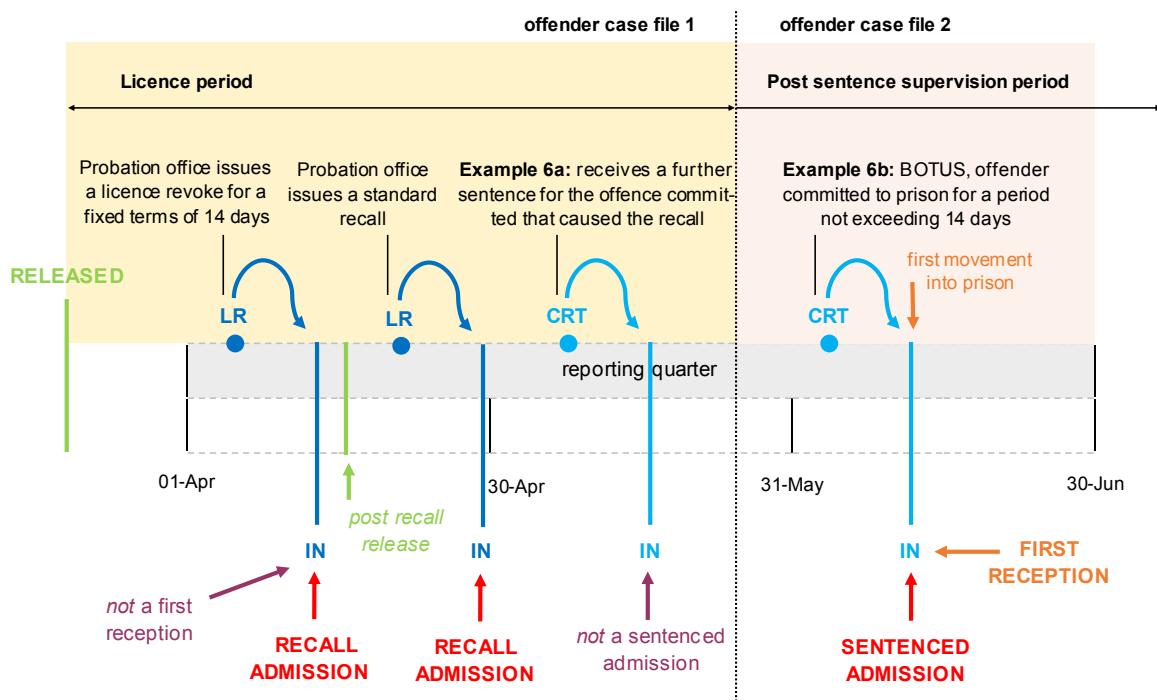 offender case file 1
offender case file 2
Licence period
Post sentence supervision period
Probation office issues
a licence revoke for a
fixed terms of 14 days
Probation office
issues a standard
recall
Example 6a: receives a further
sentence for the offence commit-
ted that caused the recall
Example 6b: BOTUS, offender
committed to prison for a period
not exceeding 14 days
RELEASED
first movement
into prison
LR
LR
CRT
CRT
reporting quarter
01-Apr
30-Apr
31-May
30-Jun
post recall
release
IN
IN
IN
IN
FIRST
RECEPTION
not a first
reception
RECALL
ADMISSION
RECALL
ADMISSION
not a sentenced
admission
SENTENCED
ADMISSION